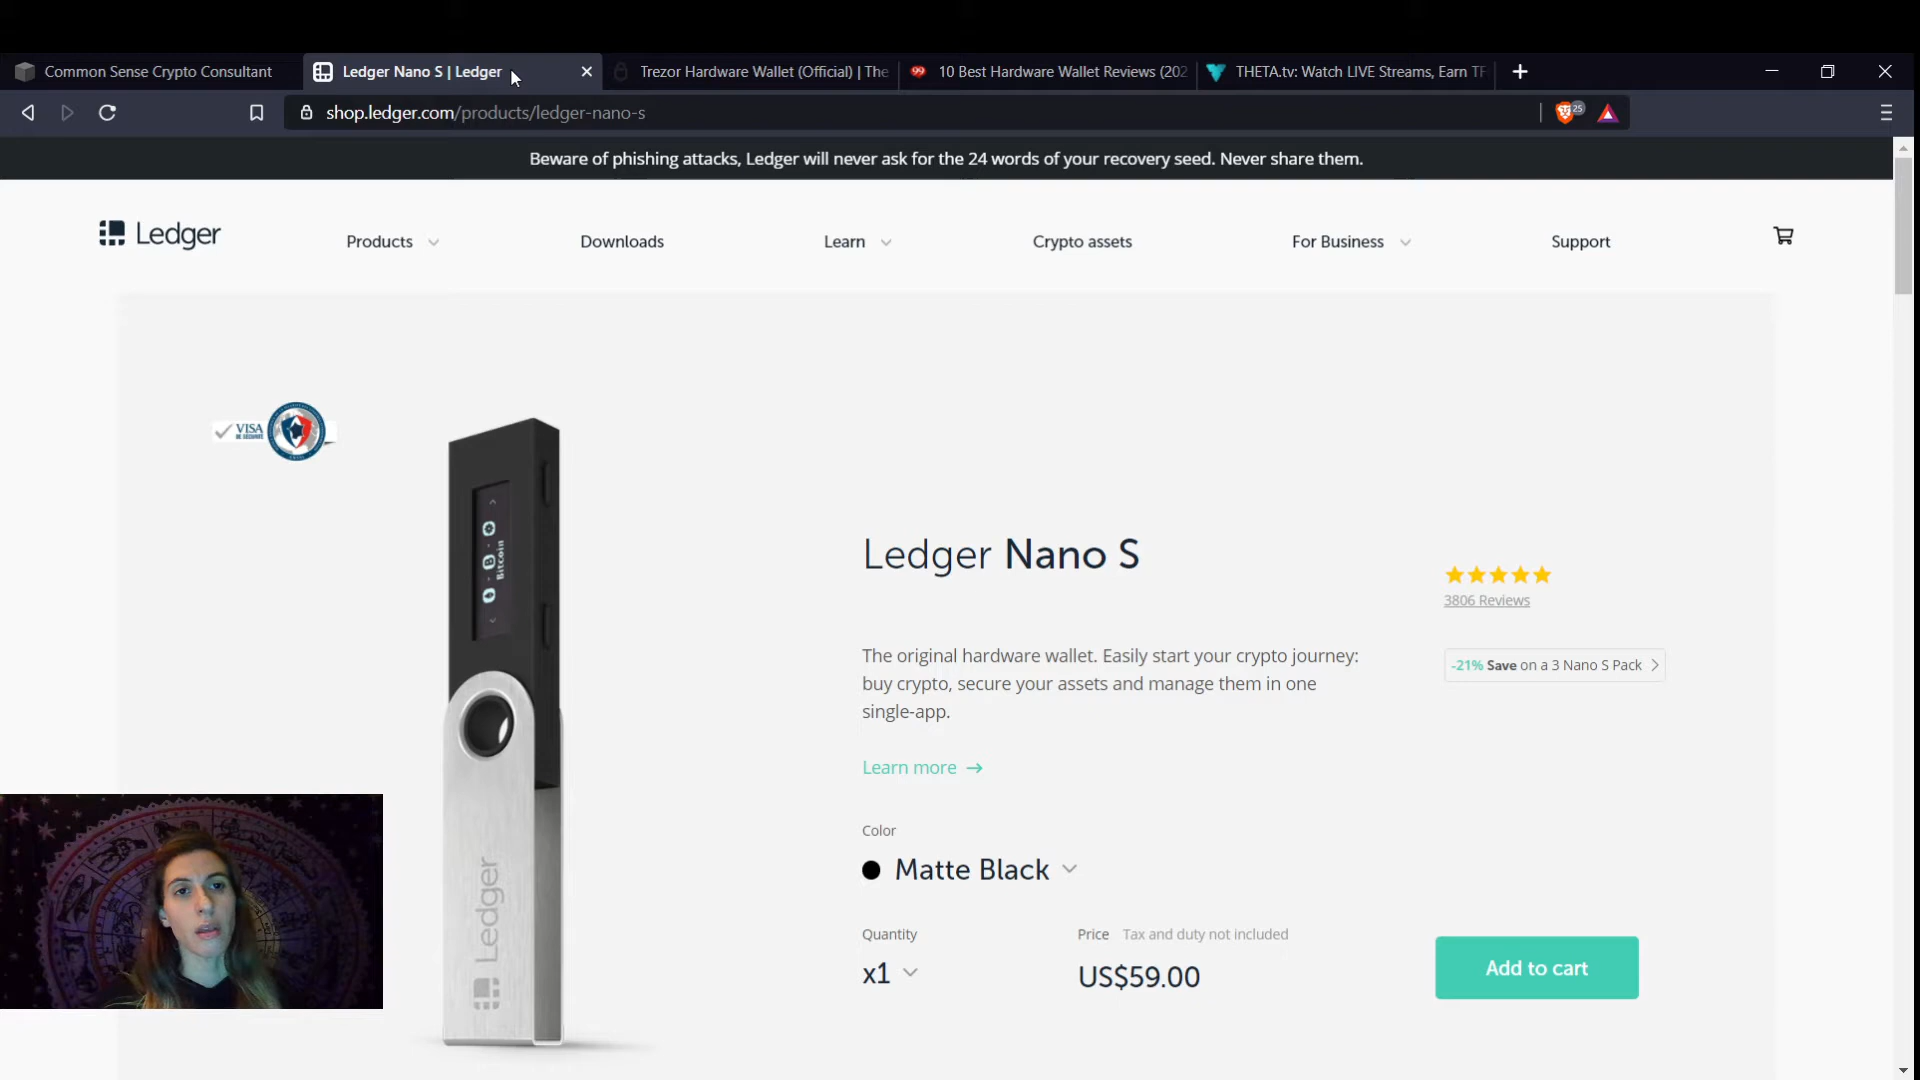 Common Sense Crypto Consultant
Ledger Nano S | Ledger
Trezor Hardware Wallet (Official) | The
10 Best Hardware Wallet Reviews (202
THETA.tv: Watch LIVE Streams, Earn TF
shop.ledger.com/products/ledger-nano-s
25
Beware of phishing attacks, Ledger will never ask for the 24 words of your recovery seed. Never share them.
Ledger
Products
Downloads
Learn
Crypto assets
For Business
Support
VISA
DE SÉCURITÉ
Bitcoin
Ledger
Ledger Nano S
3806 Reviews
The original hardware wallet. Easily start your crypto journey:
buy crypto, secure your assets and manage them in one
single-app.
-21% Save on a 3 Nano S Pack
Learn more
Color
Matte Black
Quantity
Price Tax and duty not included
x1
US$59.00
Add to cart